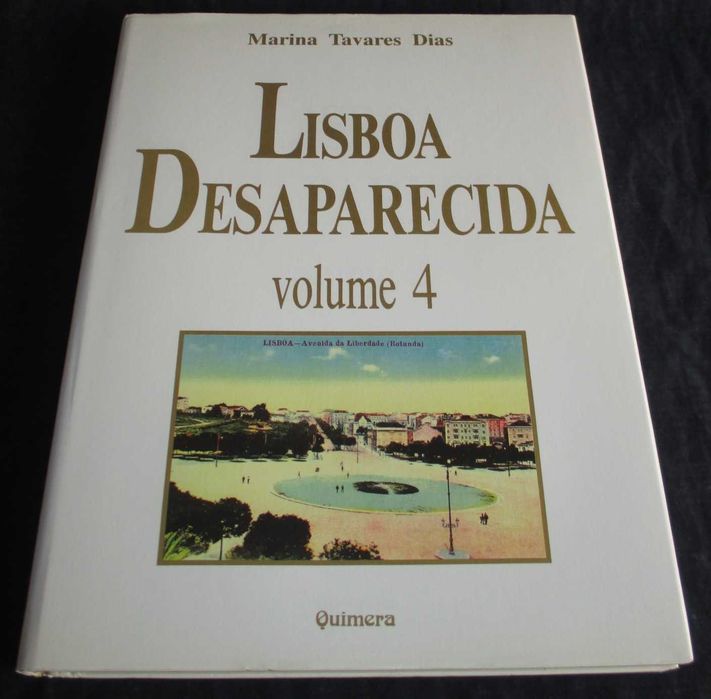 Marina Tavares Dias
LISBOA
DESAPARECIDA
volume 4
LISBOA—Avenida da Liberdade (Rotunda)
Quimera